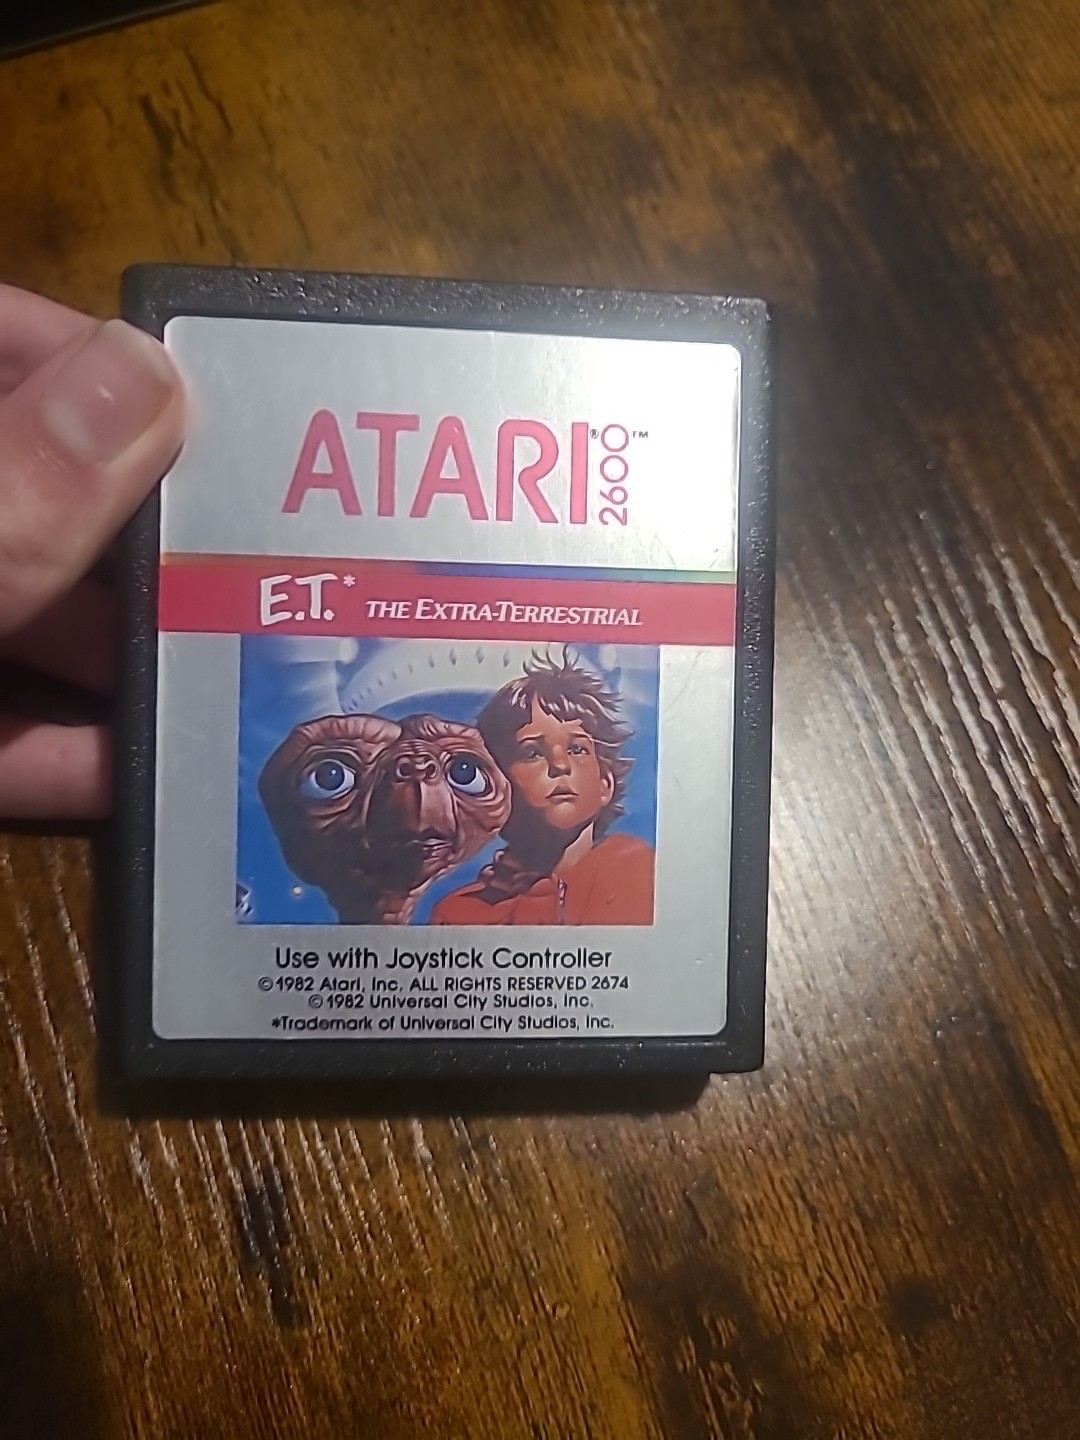 ATARI® 2600™
E.T.* THE EXTRA-TERRESTRIAL
Use with Joystick Controller
©1982 Atari, Inc. ALL RIGHTS RESERVED 2674
©1982 Universal City Studios, Inc.
*Trademark of Universal City Studios, Inc.